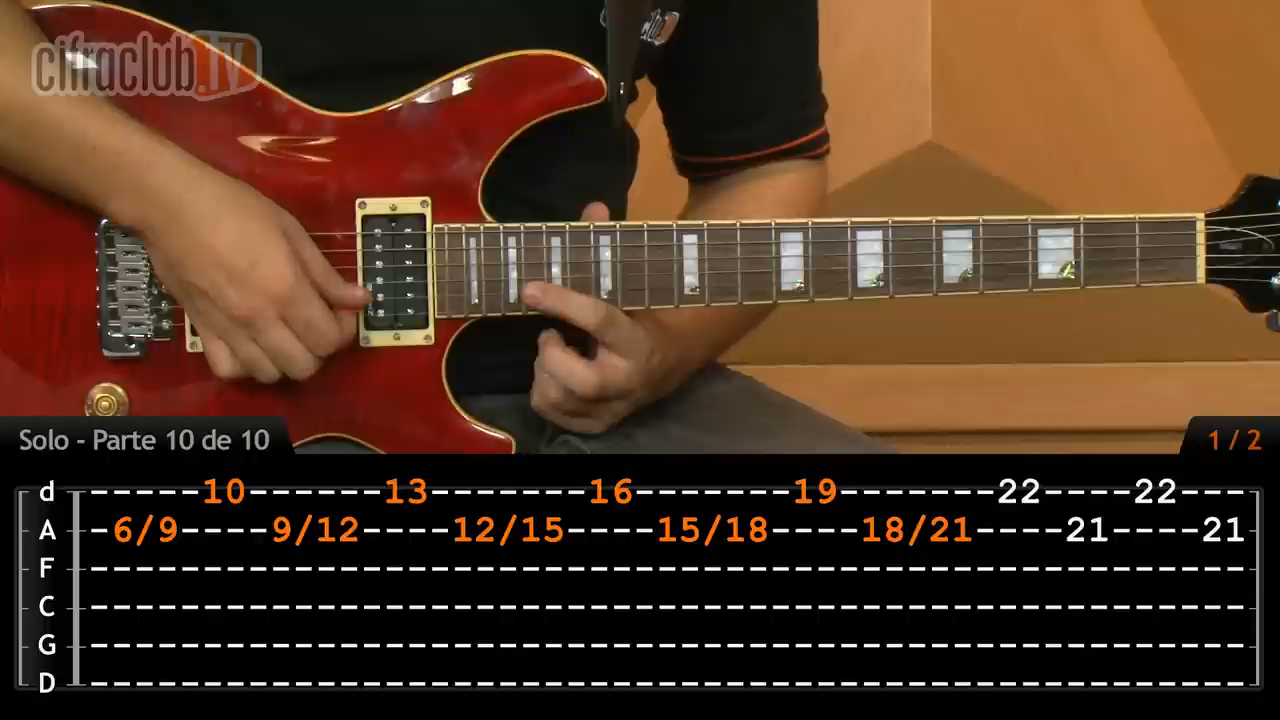 cifraclub.TV
Solo - Parte 10 de 10
1 / 2
d -----10------13-------16-------19-------22----22---
A -6/9----9/12----12/15----15/18----18/21----21----21
F ---------------------------------------------------
C ---------------------------------------------------
G ---------------------------------------------------
D ---------------------------------------------------